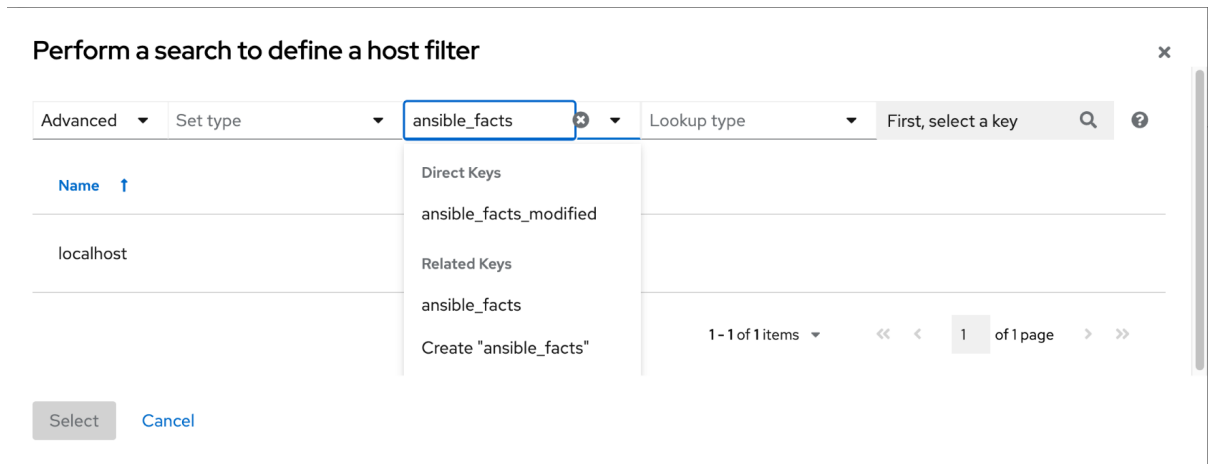 Perform a search to define a host filter
Advanced Set type ansible_facts Lookup type First, select a key
Direct Keys
Name
ansible_facts_modified
localhost
Related Keys
ansible_facts
1 - 1 of 1 items 1 of 1 page
Create "ansible_facts"
Select Cancel